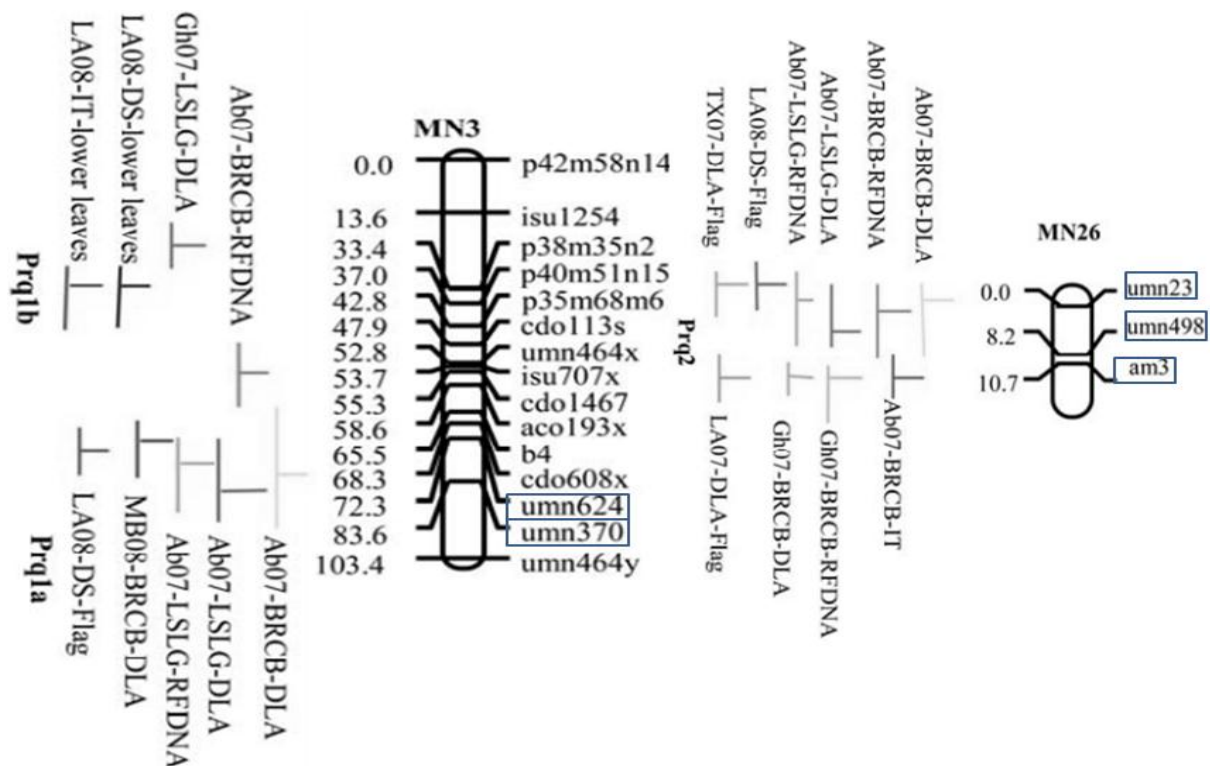 LA08-IT-lower leaves
LA08-DS-lower leaves
Gh07-LSLG-DLA
Ab07-BRCB-RFDNA
Prq1b
LA08-DS-Flag
MB08-BRCB-DLA
Ab07-LSLG-RFDNA
Ab07-LSLG-DLA
Ab07-BRCB-DLA
Prq1a
MN3
0.0 p42m58n14
13.6 isu1254
33.4 p38m35n2
37.0 p40m51n15
42.8 p35m68m6
47.9 cdo113s
52.8 umn464x
53.7 isu707x
55.3 cdo1467
58.6 aco193x
65.5 b4
68.3 cdo608x
72.3 umn624
83.6 umn370
103.4 umn464y
TX07-DLA-Flag
LA08-DS-Flag
Ab07-LSLG-RFDNA
Ab07-LSLG-DLA
Ab07-BRCB-RFDNA
Ab07-BRCB-DLA
Prq2
LA07-DLA-Flag
Gh07-BRCB-DLA
Gh07-BRCB-RFDNA
Ab07-BRCB-IT
MN26
0.0 umn23
8.2 umn498
10.7 am3